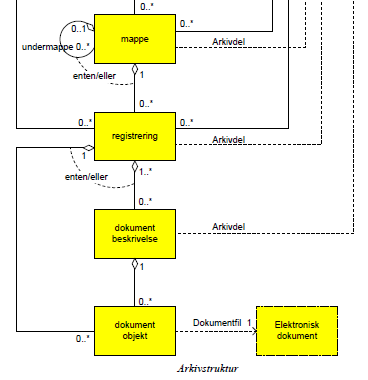 0..*
0..1
0..*
mappe
undermappe 0..*
Arkivdel
enten/eller
1
0..*
0..*
0..*
registrering
Arkivdel
1
1..*
enten/eller
0..*
dokument
beskrivelse
Arkivdel
1
0..*
dokument
objekt
Dokumentfil 1
Elektronisk
dokument
0..*
Arkivstruktur